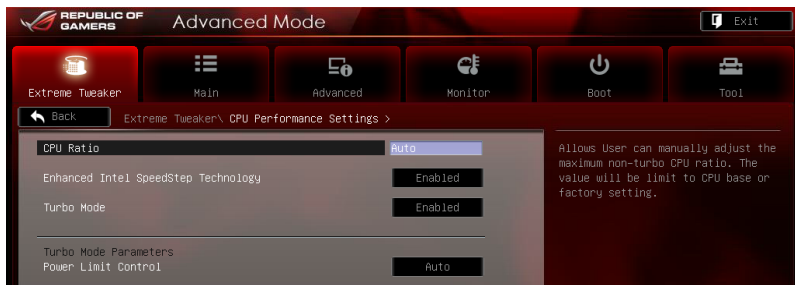 REPUBLIC OF
GAMERS
Advanced Mode
Exit
Extreme Tweaker
Main
Advanced
Monitor
Boot
Tool
Back
Extreme Tweaker\ CPU Performance Settings >
CPU Ratio Auto
Enhanced Intel SpeedStep Technology Enabled
Turbo Mode Enabled
Turbo Mode Parameters
Power Limit Control Auto
Allows User can manually adjust the
maximum non-turbo CPU ratio. The
value will be limit to CPU base or
factory setting.